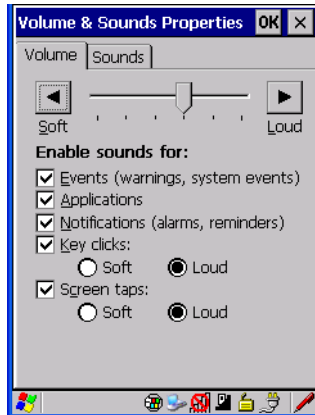 Volume & Sounds Properties OK ×
Volume Sounds
Soft Loud
Enable sounds for:
Events (warnings, system events)
Applications
Notifications (alarms, reminders)
Key clicks:
Soft Loud
Screen taps:
Soft Loud